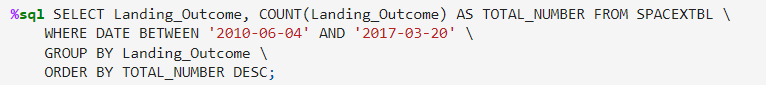 %sql SELECT Landing_Outcome, COUNT(Landing_Outcome) AS TOTAL_NUMBER FROM SPACEXTBL \
    WHERE DATE BETWEEN '2010-06-04' AND '2017-03-20' \
    GROUP BY Landing_Outcome \
    ORDER BY TOTAL_NUMBER DESC;